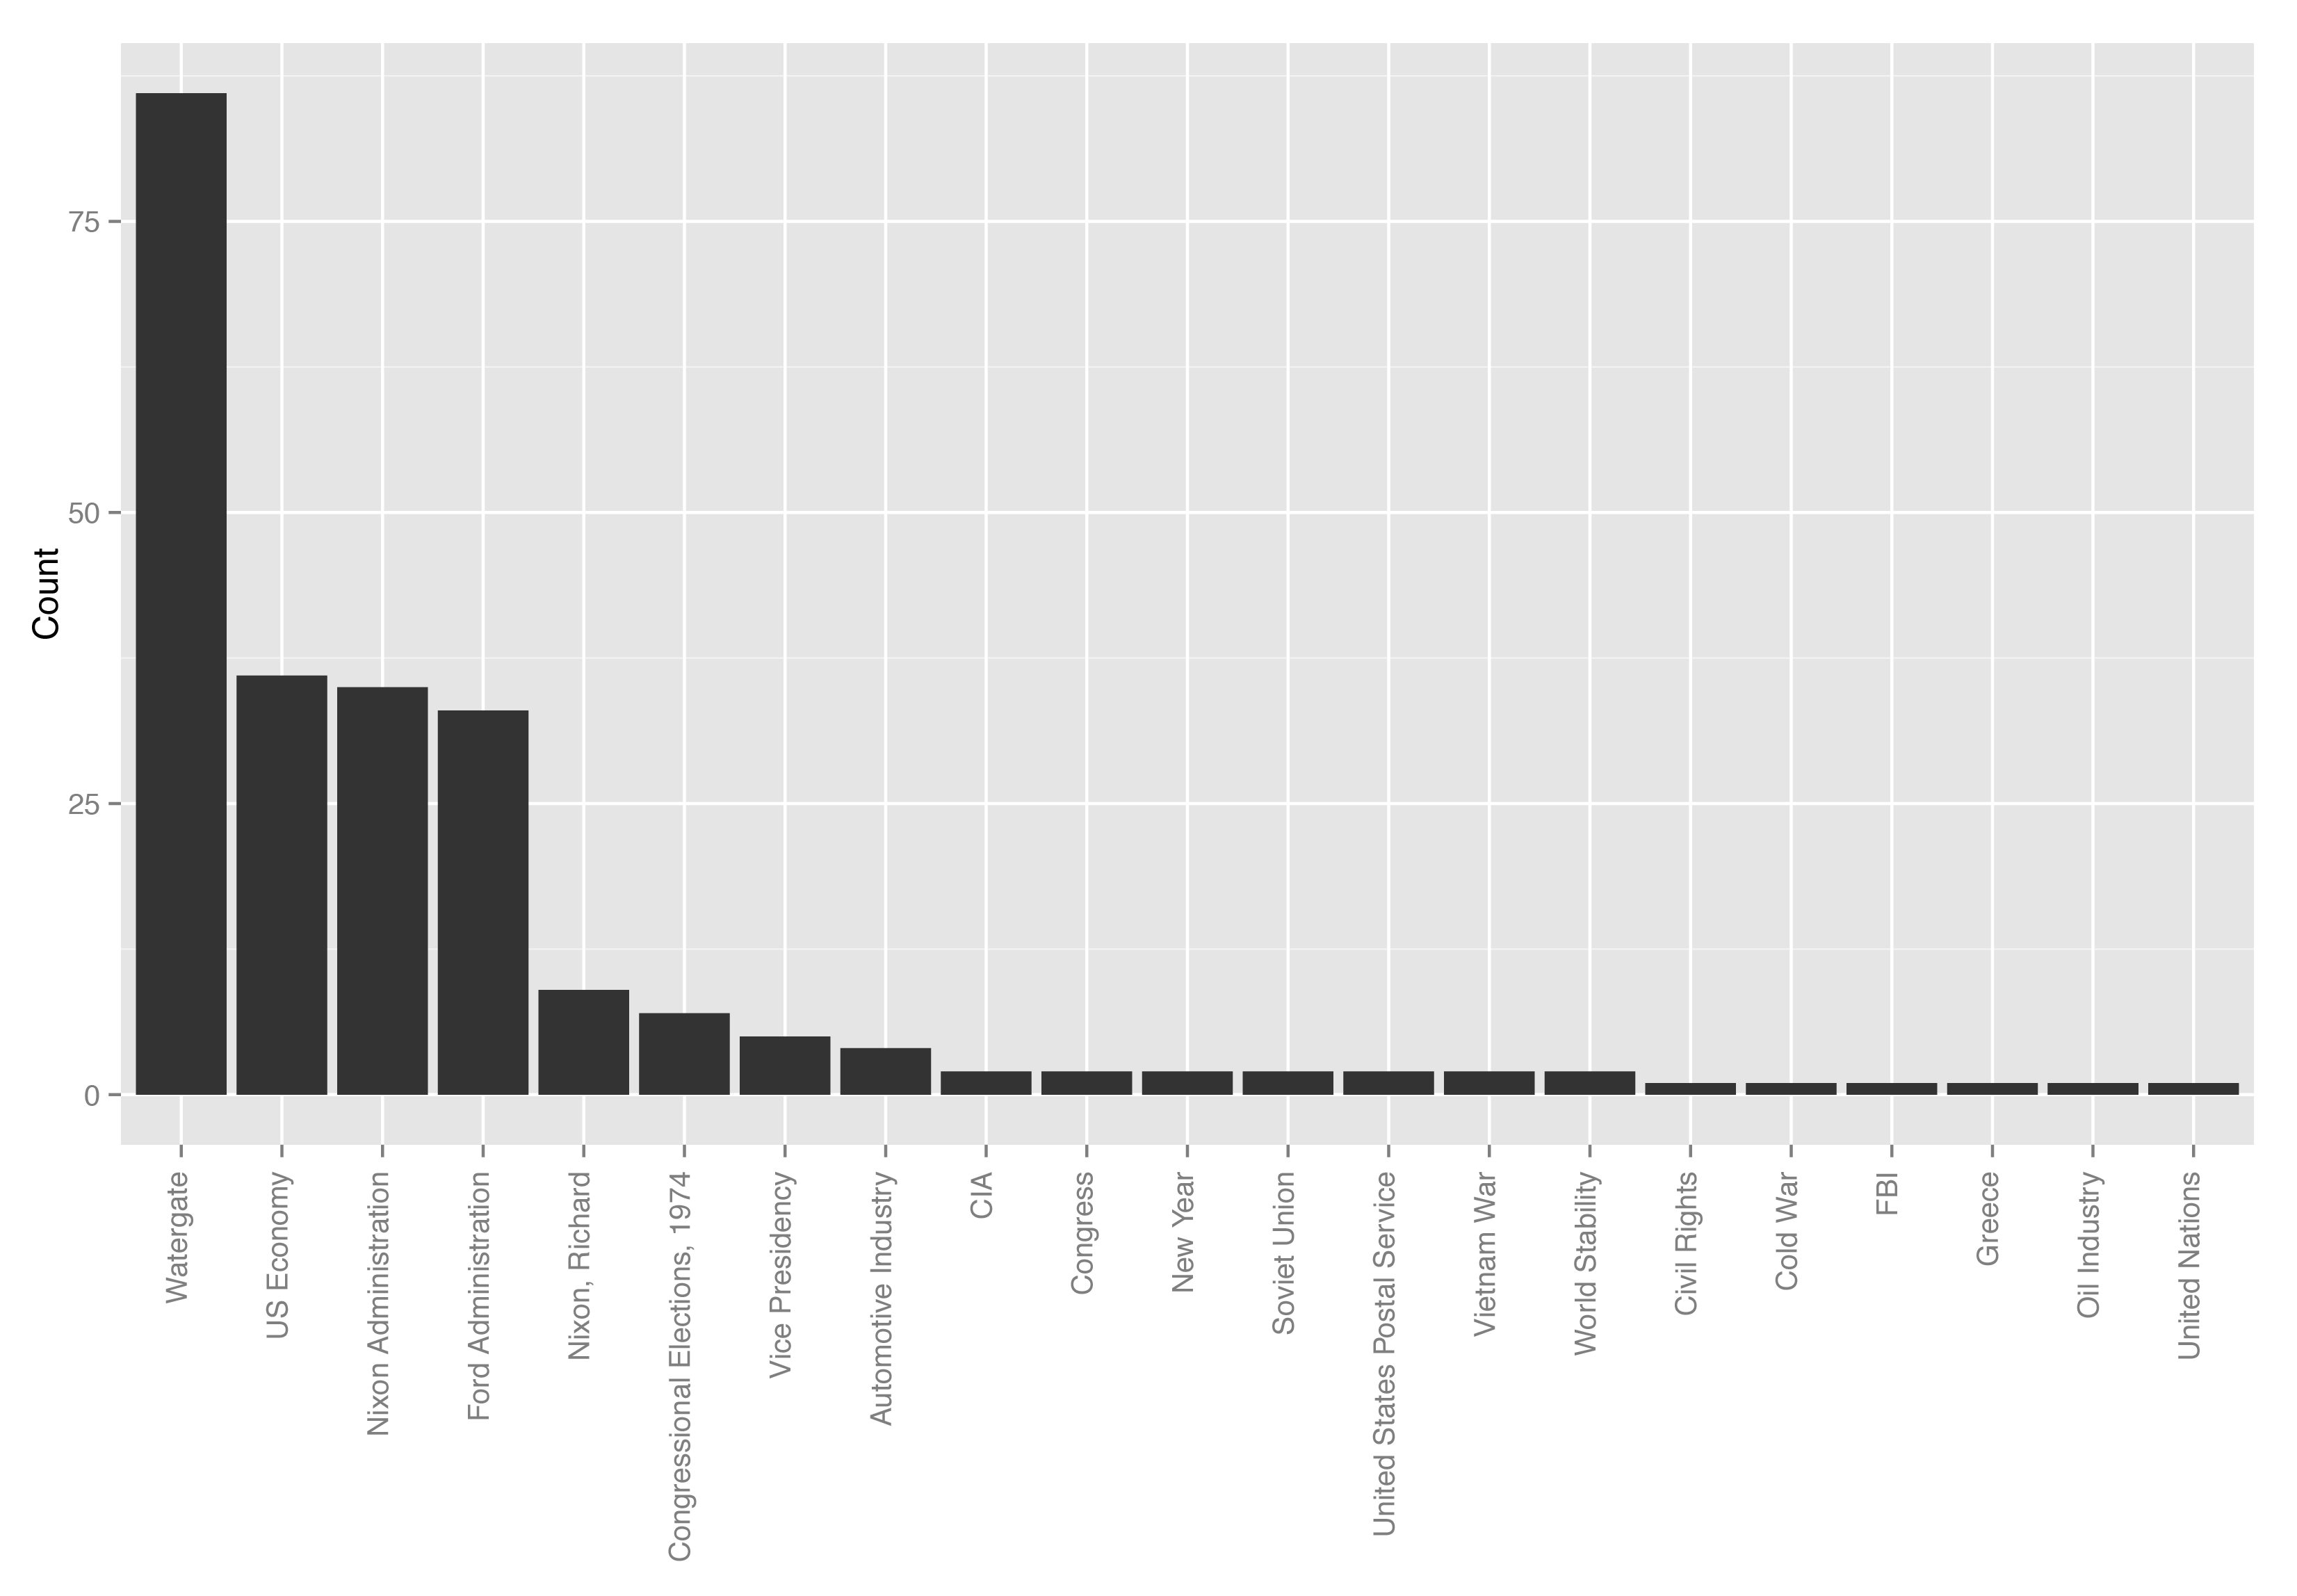 75
50
25
0
Count
Watergate
US Economy
Nixon Administration
Ford Administration
Nixon, Richard
Congressional Elections, 1974
Vice Presidency
Automotive Industry
CIA
Congress
New Year
Soviet Union
United States Postal Service
Vietnam War
World Stability
Civil Rights
Cold War
FBI
Greece
Oil Industry
United Nations